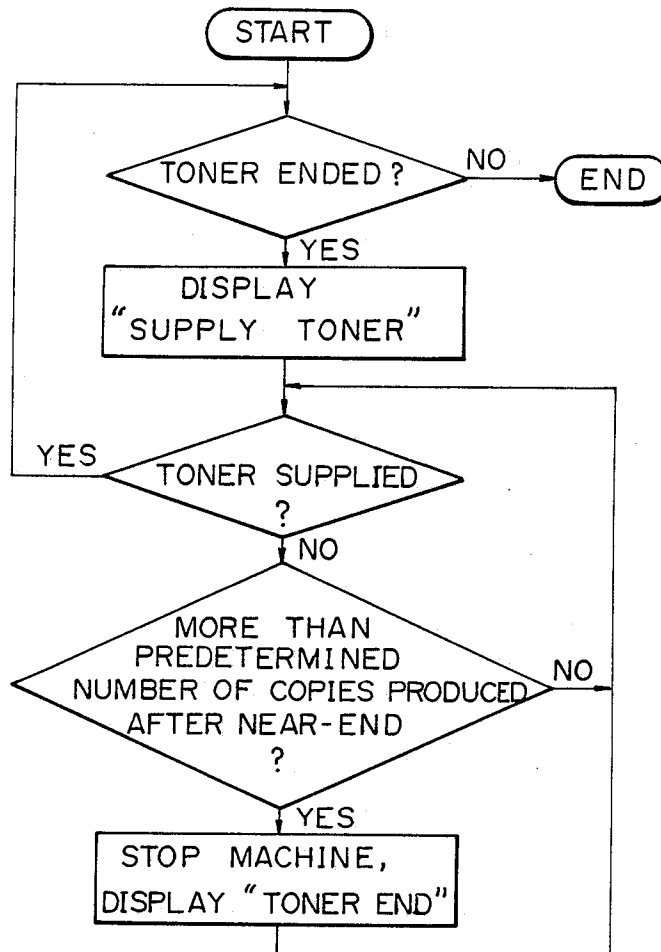 START
TONER ENDED ?
NO
END
YES
DISPLAY
"SUPPLY TONER"
YES
TONER SUPPLIED
?
NO
MORE THAN
PREDETERMINED
NUMBER OF COPIES PRODUCED
AFTER NEAR-END
?
NO
YES
STOP MACHINE,
DISPLAY "TONER END"